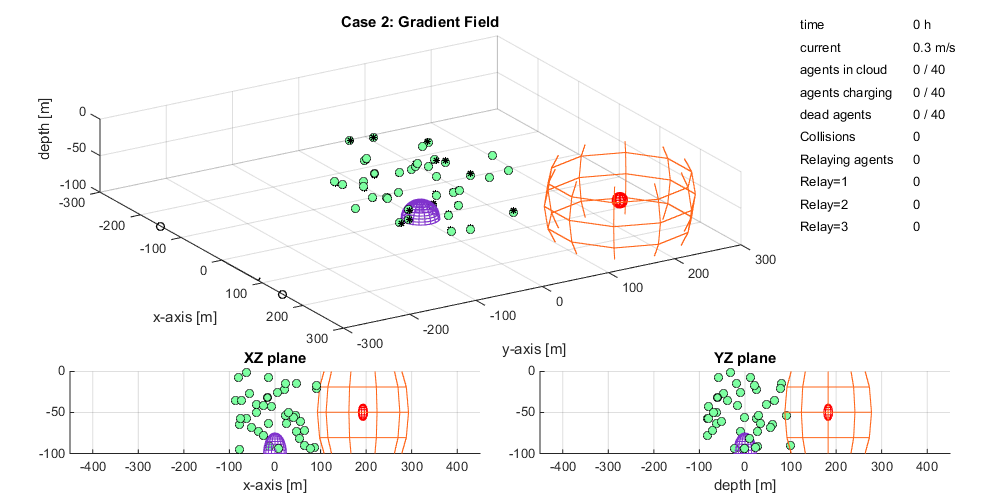 Case 2: Gradient Field
time 0 h
current 0.3 m/s
agents in cloud 0 / 40
agents charging 0 / 40
dead agents 0 / 40
Collisions 0
Relaying agents 0
Relay=1 0
Relay=2 0
Relay=3 0
depth [m]
0
-50
-100
-300
-200
-100
0
100
200
300
x-axis [m]
-300
-200
-100
0
100
200
300
y-axis [m]
XZ plane
0
-50
-100
-400 -300 -200 -100 0 100 200 300 400
x-axis [m]
YZ plane
0
-50
-100
-400 -300 -200 -100 0 100 200 300 400
depth [m]